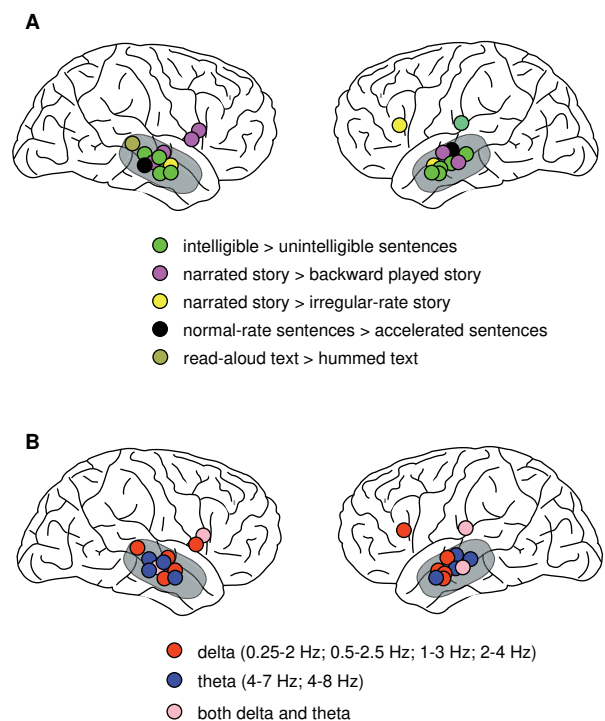 A
intelligible > unintelligible sentences
narrated story > backward played story
narrated story > irregular-rate story
normal-rate sentences > accelerated sentences
read-aloud text > hummed text
B
delta (0.25-2 Hz; 0.5-2.5 Hz; 1-3 Hz; 2-4 Hz)
theta (4-7 Hz; 4-8 Hz)
both delta and theta